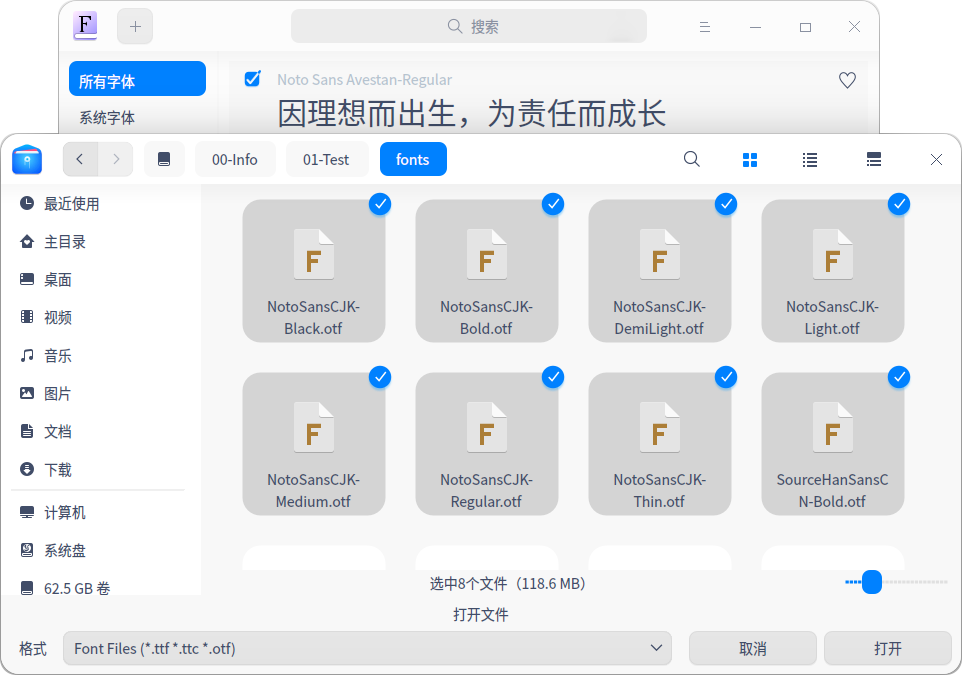 F
搜索
所有字体
系统字体
Noto Sans Avestan-Regular
因理想而出生，为责任而成长
00-Info
01-Test
fonts
最近使用
主目录
桌面
视频
音乐
图片
文档
下载
计算机
系统盘
62.5 GB 卷
F
F
F
F
NotoSansCJK-
Black.otf
NotoSansCJK-
Bold.otf
NotoSansCJK-
DemiLight.otf
NotoSansCJK-
Light.otf
F
F
F
F
NotoSansCJK-
Medium.otf
NotoSansCJK-
Regular.otf
NotoSansCJK-
Thin.otf
SourceHanSansC
N-Bold.otf
选中8个文件（118.6 MB）
打开文件
格式
Font Files (*.ttf *.ttc *.otf)
取消
打开